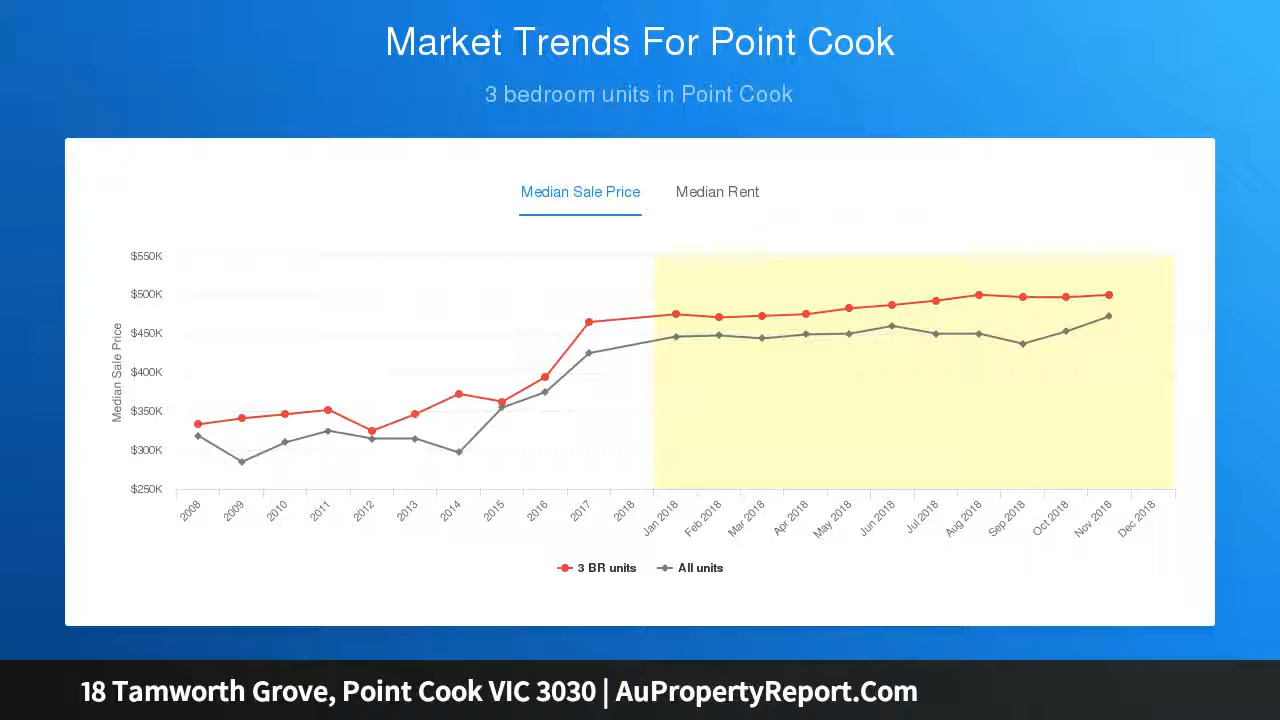 Market Trends For Point Cook
3 bedroom units in Point Cook
Median Sale Price Median Rent
$550K
$500K
$450K
$400K
$350K
$300K
$250K
Median Sale Price
2008 2009 2010 2011 2012 2013 2014 2015 2016 2017 2018 Jan 2018 Feb 2018 Mar 2018 Apr 2018 May 2018 Jun 2018 Jul 2018 Aug 2018 Sep 2018 Oct 2018 Nov 2018 Dec 2018
3 BR units All units
18 Tamworth Grove, Point Cook VIC 3030 | AuPropertyReport.Com